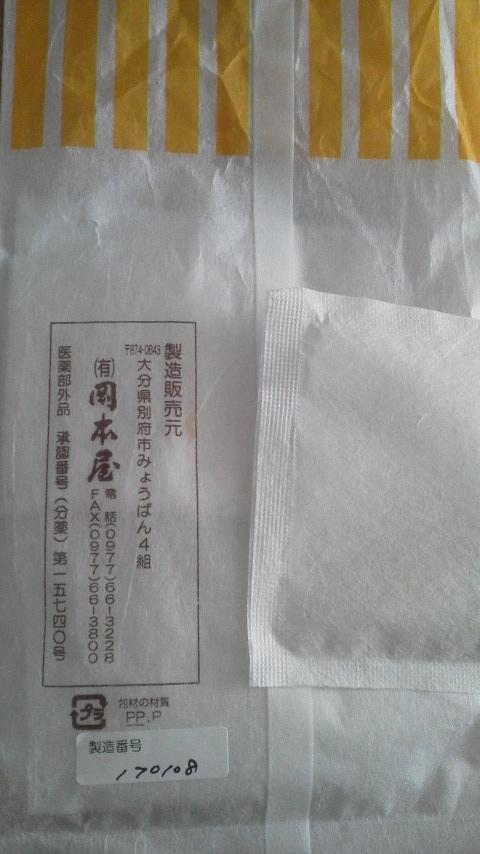 製造販売元
〒874-0843
大分県別府市みょうばん4組
㈲岡本屋
電話(0977)66-3228
FAX(0977)66-3800
医薬部外品 承認番号(分薬)第一五七四〇号
プラ
包材の材質
PP,P
製造番号
170108